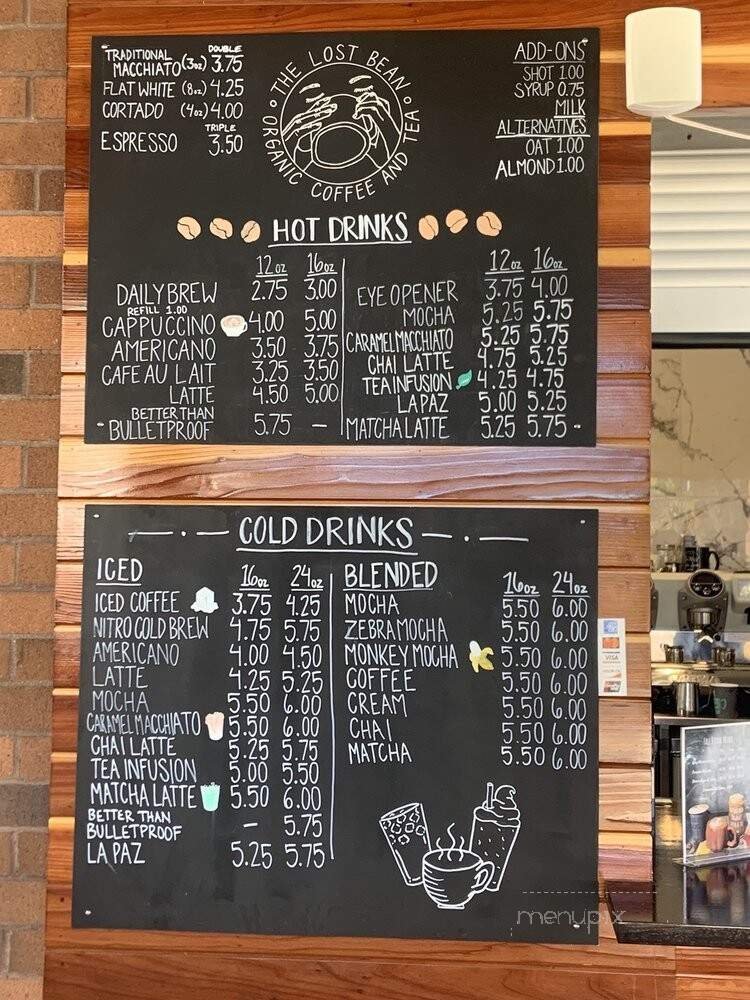 DOUBLE
TRADITIONAL
MACCHIATO (3oz) 3.75
FLAT WHITE (8oz) 4.25
CORTADO (4oz) 4.00
TRIPLE
ESPRESSO 3.50
THE LOST BEAN
ORGANIC COFFEE AND TEA
ADD-ONS
SHOT 1.00
SYRUP 0.75
MILK
ALTERNATIVES
OAT 1.00
ALMOND 1.00
HOT DRINKS
12oz 16oz
DAILY BREW 2.75 3.00
REFILL 1.00
CAPPUCCINO 4.00 5.00
AMERICANO 3.50 3.75
CAFE AU LAIT 3.25 3.50
LATTE 4.50 5.00
BETTER THAN
BULLETPROOF 5.75 —
12oz 16oz
EYE OPENER 3.75 4.00
MOCHA 5.25 5.75
CARAMEL MACCHIATO 5.25 5.75
CHAI LATTE 4.75 5.25
TEA INFUSION 4.25 4.75
LA PAZ 5.00 5.25
MATCHA LATTE 5.25 5.75
COLD DRINKS
ICED 16oz 24oz
ICED COFFEE 3.75 4.25
NITRO COLD BREW 4.75 5.75
AMERICANO 4.00 4.50
LATTE 4.25 5.25
MOCHA 5.50 6.00
CARAMEL MACCHIATO 5.50 6.00
CHAI LATTE 5.25 5.75
TEA INFUSION 5.00 5.50
MATCHA LATTE 5.50 6.00
BETTER THAN
BULLETPROOF — 5.75
LA PAZ 5.25 5.75
BLENDED 16oz 24oz
MOCHA 5.50 6.00
ZEBRA MOCHA 5.50 6.00
MONKEY MOCHA 5.50 6.00
COFFEE 5.50 6.00
CREAM 5.50 6.00
CHAI 5.50 6.00
MATCHA 5.50 6.00
VISA
menupix